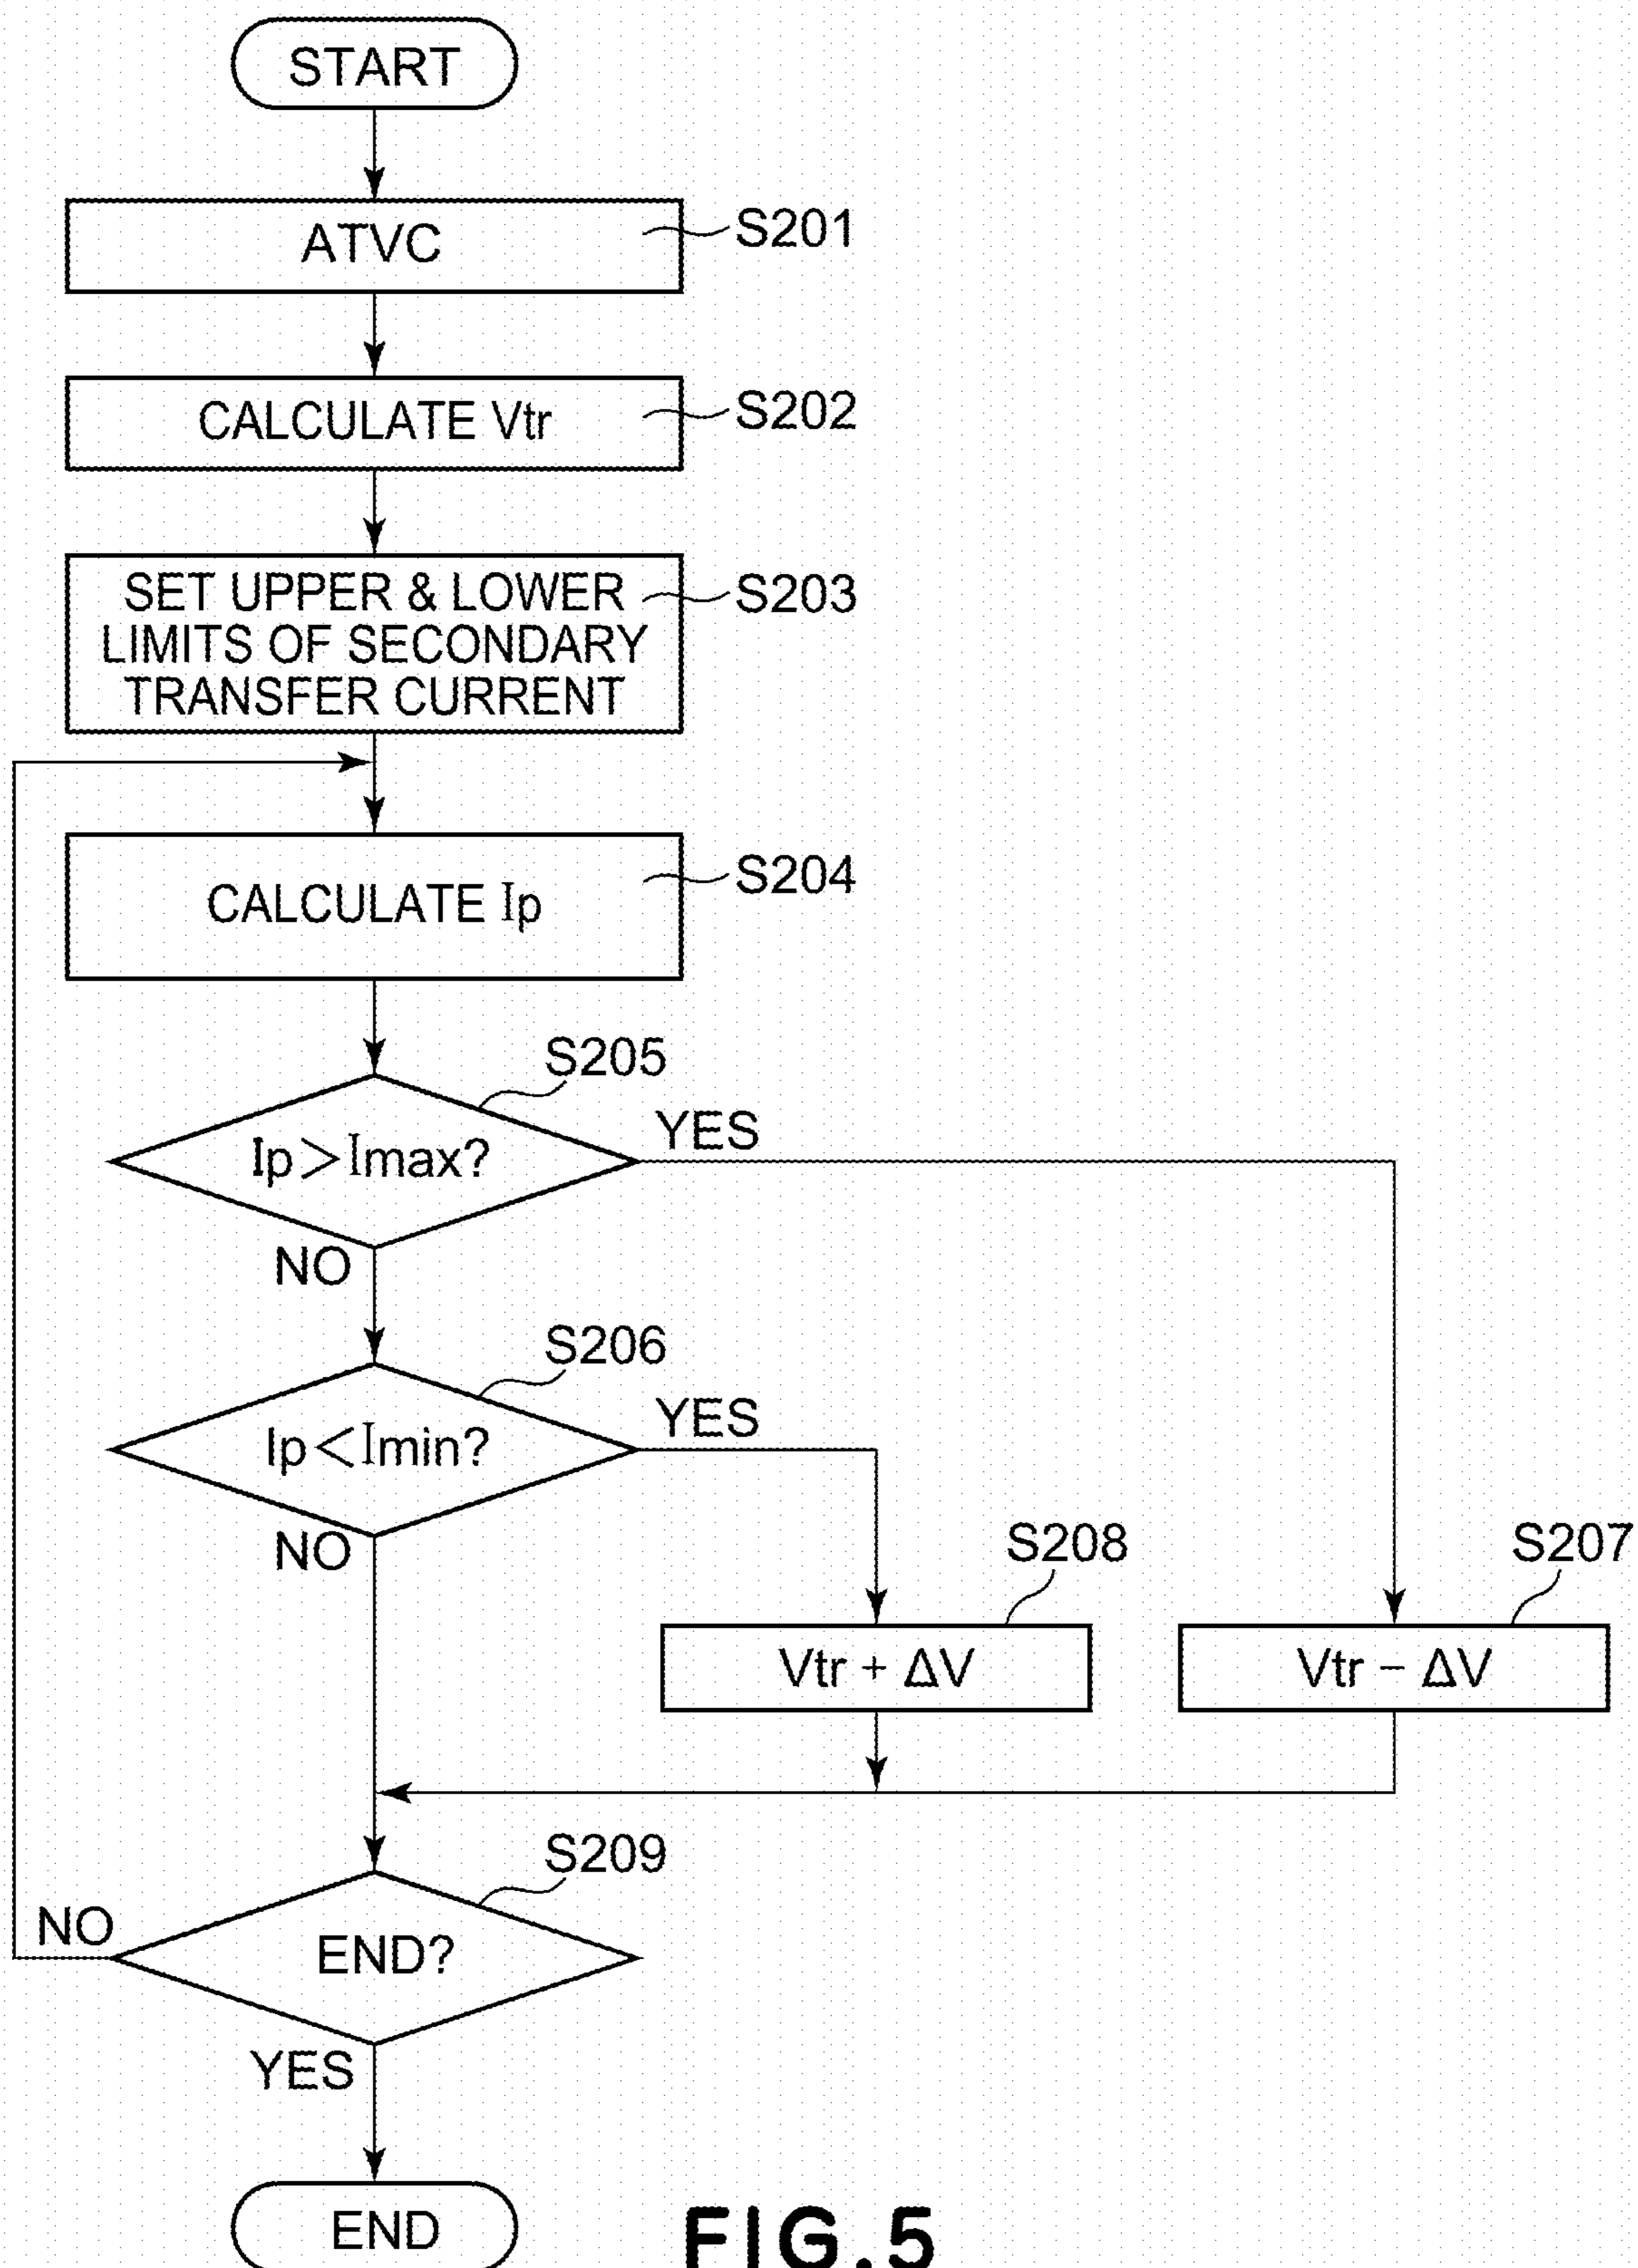 START
ATVC
S201
CALCULATE Vtr
S202
SET UPPER & LOWER
LIMITS OF SECONDARY
TRANSFER CURRENT
S203
CALCULATE Ip
S204
S205
Ip>Imax?
YES
NO
S206
Ip<Imin?
YES
NO
S208
S207
Vtr + ΔV
Vtr − ΔV
S209
END?
NO
YES
END
FIG.5